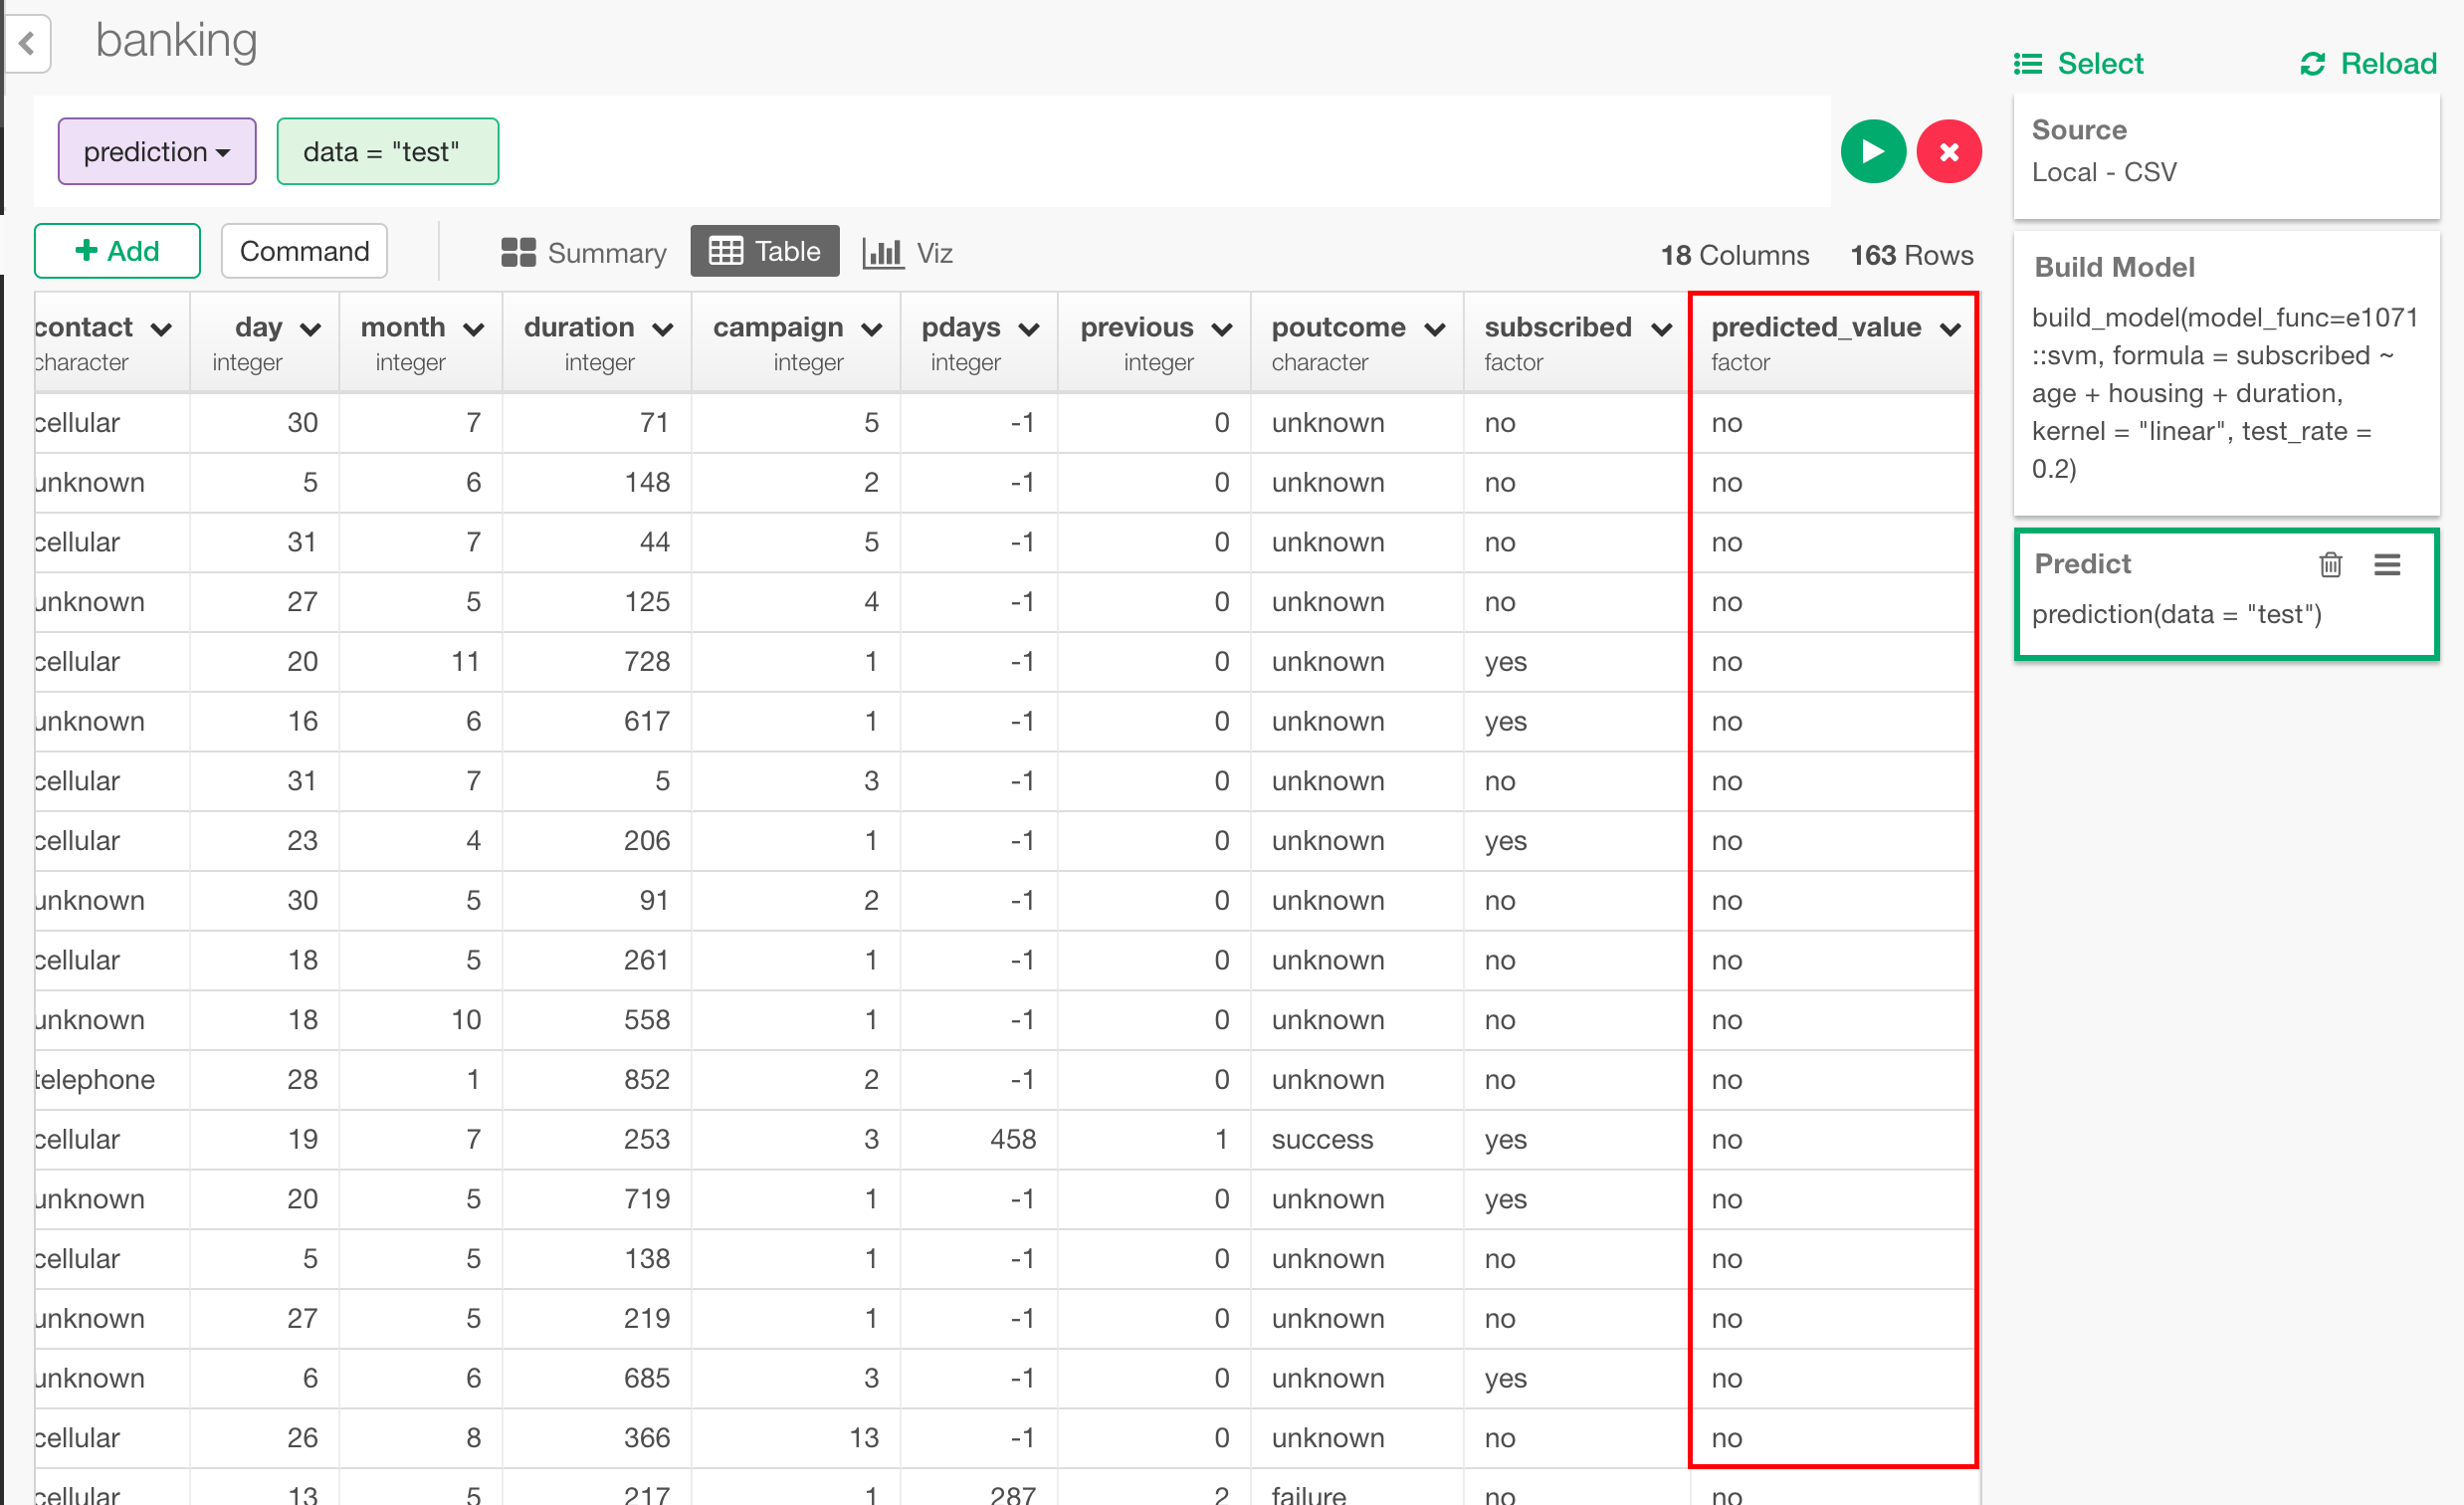 banking
Select Reload
prediction data = "test"
Source
Local - CSV
Add Command Summary Table Viz 18 Columns 163 Rows
Build Model
build_model(model_func=e1071
::svm, formula = subscribed ~
age + housing + duration,
kernel = "linear", test_rate =
0.2)
Predict
prediction(data = "test")
contact day month duration campaign pdays previous poutcome subscribed predicted_value
character integer integer integer integer integer integer character factor factor
cellular 30 7 71 5 -1 0 unknown no no
unknown 5 6 148 2 -1 0 unknown no no
cellular 31 7 44 5 -1 0 unknown no no
unknown 27 5 125 4 -1 0 unknown no no
cellular 20 11 728 1 -1 0 unknown yes no
unknown 16 6 617 1 -1 0 unknown yes no
cellular 31 7 5 3 -1 0 unknown no no
cellular 23 4 206 1 -1 0 unknown yes no
unknown 30 5 91 2 -1 0 unknown no no
cellular 18 5 261 1 -1 0 unknown no no
unknown 18 10 558 1 -1 0 unknown no no
telephone 28 1 852 2 -1 0 unknown no no
cellular 19 7 253 3 458 1 success yes no
unknown 20 5 719 1 -1 0 unknown yes no
cellular 5 5 138 1 -1 0 unknown no no
unknown 27 5 219 1 -1 0 unknown no no
unknown 6 6 685 3 -1 0 unknown yes no
cellular 26 8 366 13 -1 0 unknown no no
cellular 13 5 217 1 287 2 failure no no